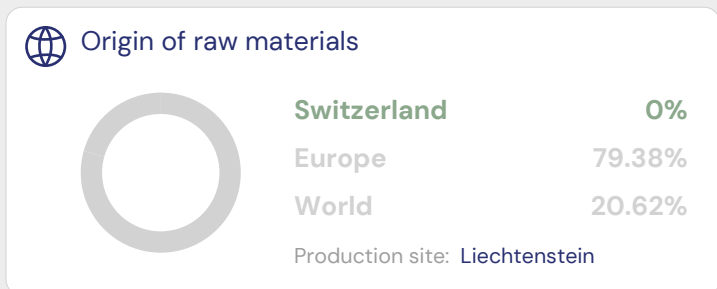 Origin of raw materials
Switzerland 0%
Europe 79.38%
World 20.62%
Production site: Liechtenstein